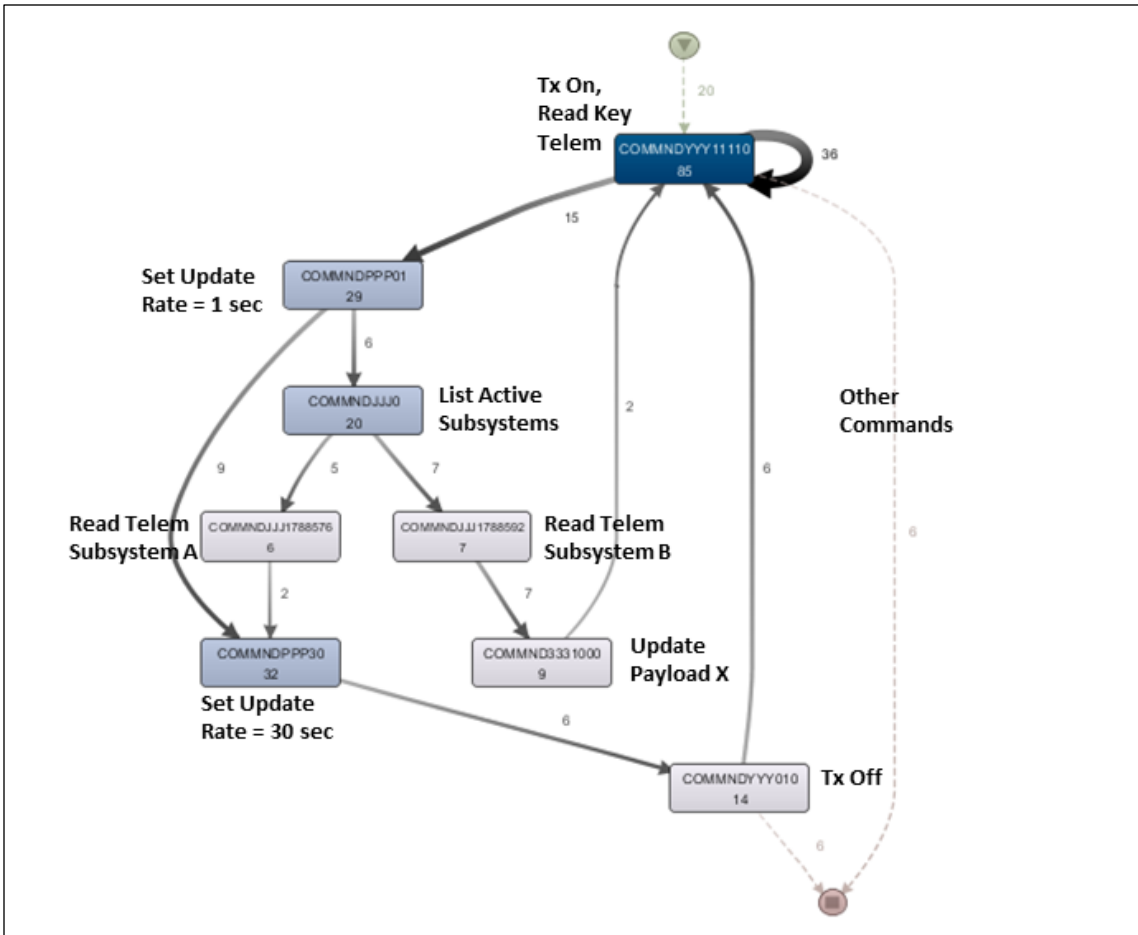 20
Tx On,
Read Key
Telem
COMMNDYYY11110
85
36
15
Set Update
Rate = 1 sec
COMMNDPPP01
29
6
COMMNDJJJ0
20
List Active
Subsystems
2
Other
Commands
9
5
7
6
Read Telem
Subsystem A
COMMNDJJJ1788576
6
COMMNDJJJ1788592
7
Read Telem
Subsystem B
6
2
7
COMMNDPPP30
32
COMMND3331000
9
Update
Payload X
Set Update
Rate = 30 sec
6
COMMNDYYY010
14
Tx Off
6